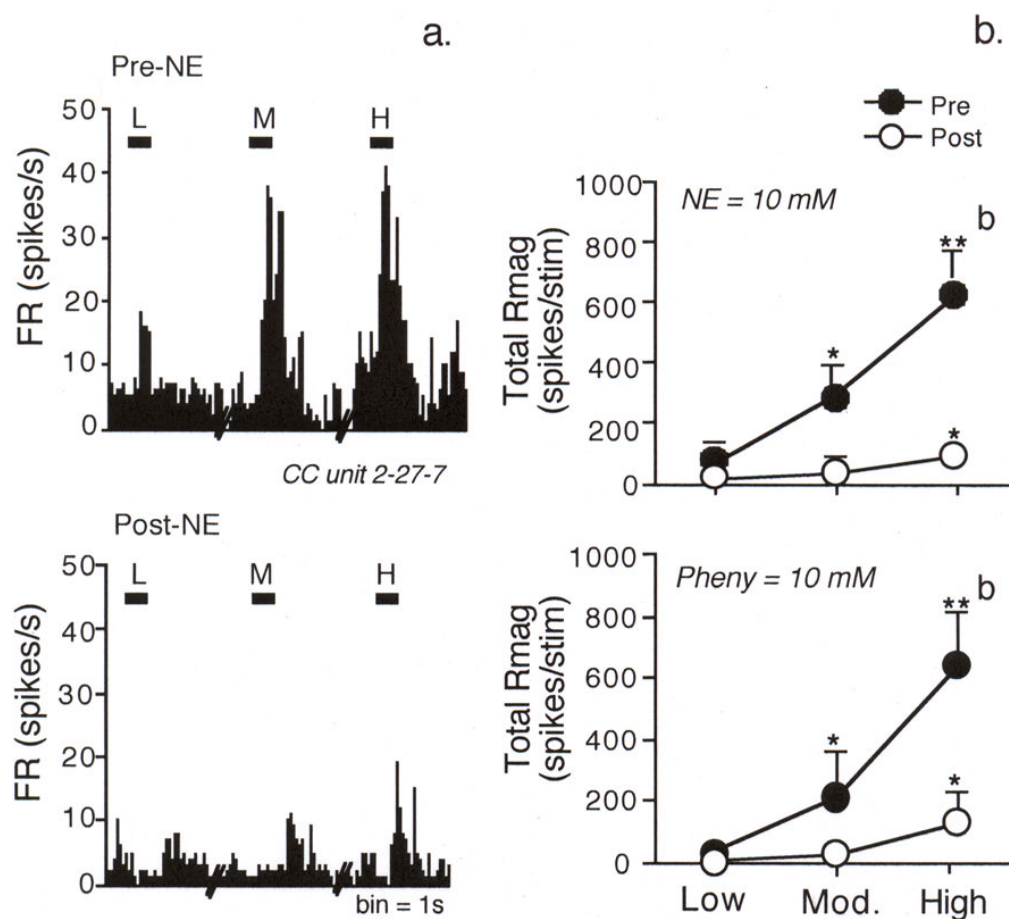 a.
Pre-NE
L M H
50
40
30
20
10
0
FR (spikes/s)
CC unit 2-27-7
Post-NE
L M H
50
40
30
20
10
0
FR (spikes/s)
bin = 1s
b.
Pre
Post
NE = 10 mM
b
1000
800
600
400
200
0
Total Rmag
(spikes/stim)
*
**
*
Pheny = 10 mM
b
1000
800
600
400
200
0
Total Rmag
(spikes/stim)
*
**
*
Low Mod. High